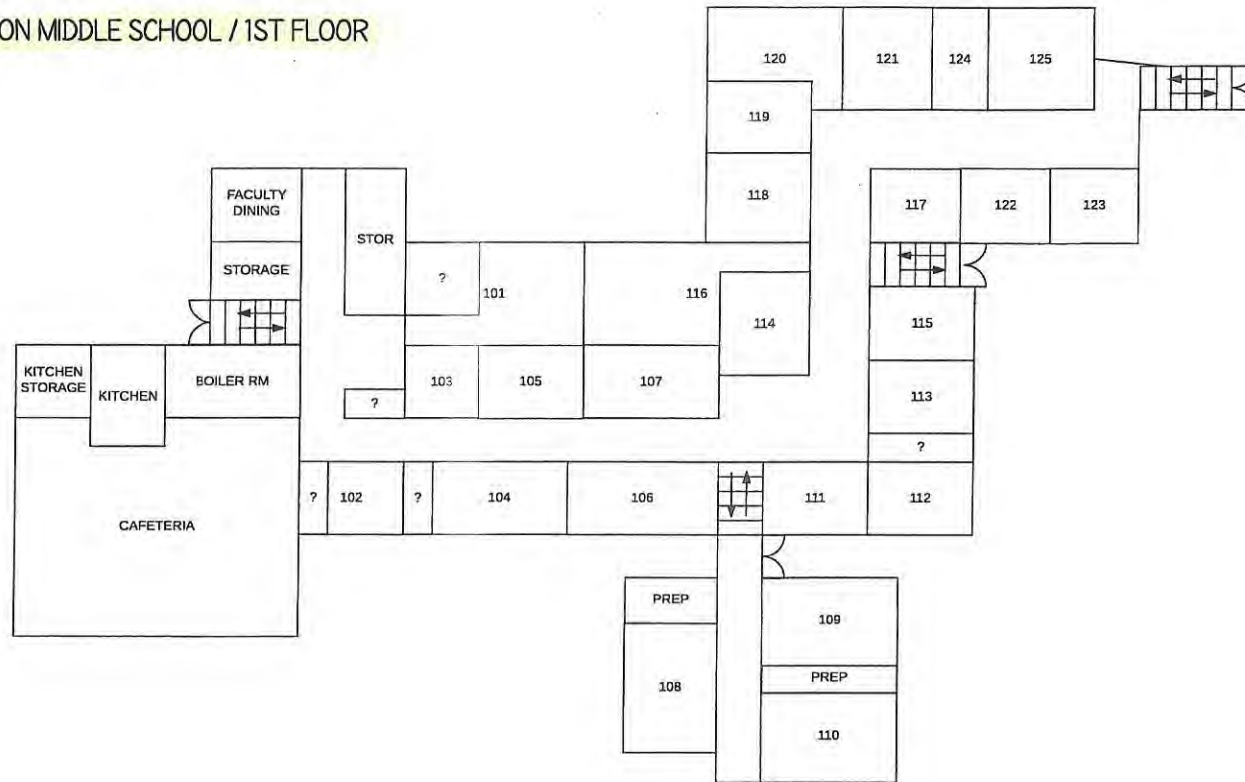 ON MIDDLE SCHOOL / 1ST FLOOR
120
121
124
125
119
118
FACULTY
DINING
STOR
117
122
123
STORAGE
?
101
116
114
115
KITCHEN
STORAGE
KITCHEN
BOILER RM
103
105
107
113
?
?
?
102
?
104
106
111
112
CAFETERIA
PREP
109
108
PREP
110